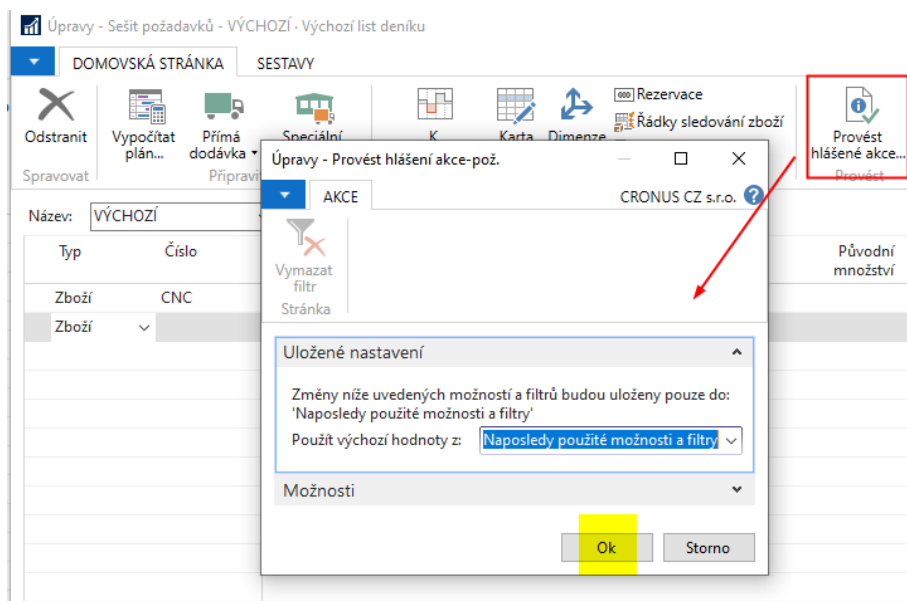 Úpravy - Sešit požadavků - VÝCHOZÍ · Výchozí list deníku
DOMOVSKÁ STRÁNKA SESTAVY
Odstranit
Vypočítat
plán...
Přímá
dodávka
Speciální
K
Karta
Dimenze
Rezervace
Řádky sledování zboží
Provést
hlášené akce...
Spravovat
Připravit
Provést
Název: VÝCHOZÍ
Typ
Číslo
Původní
množství
Zboží CNC
Zboží
Úpravy - Provést hlášení akce-pož.
AKCE
CRONUS CZ s.r.o.
Vymazat
filtr
Stránka
Uložené nastavení
Změny níže uvedených možností a filtrů budou uloženy pouze do:
'Naposledy použité možnosti a filtry'
Použít výchozí hodnoty z: Naposledy použité možnosti a filtry
Možnosti
Ok
Storno